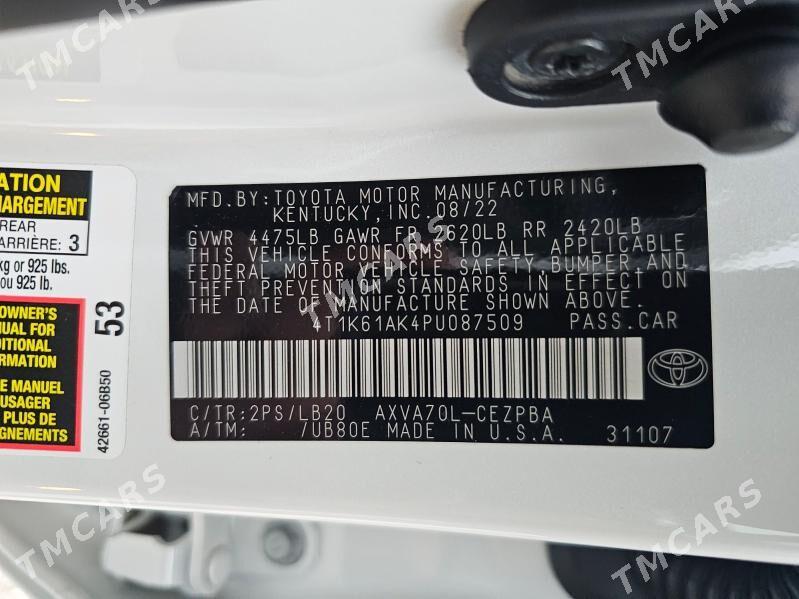 TMCARS
TMCARS
TMCARS
ATION
HARGEMENT
REAR
ARRIÈRE: 3
kg or 925 lbs.
ou 925 lb.
OWNER'S
NUAL FOR
DITIONAL
FORMATION
E MANUEL
USAGER
PLUS DE
GNEMENTS
42661-06B50
53
MFD.BY:TOYOTA MOTOR MANUFACTURING,
KENTUCKY,INC.08/22
GVWR 4475LB GAWR FR 2620LB RR 2420LB
THIS VEHICLE CONFORMS TO ALL APPLICABLE
FEDERAL MOTOR VEHICLE SAFETY,BUMPER,AND
THEFT PREVENTION STANDARDS IN EFFECT ON
THE DATE OF MANUFACTURE SHOWN ABOVE.
4T1K61AK4PU087509 PASS.CAR
C/TR:2PS/LB20 AXVA70L-CEZPBA
A/TM: /UB80E MADE IN U.S.A. 31107
TMCARS
TMCARS
TMCARS
TMCARS